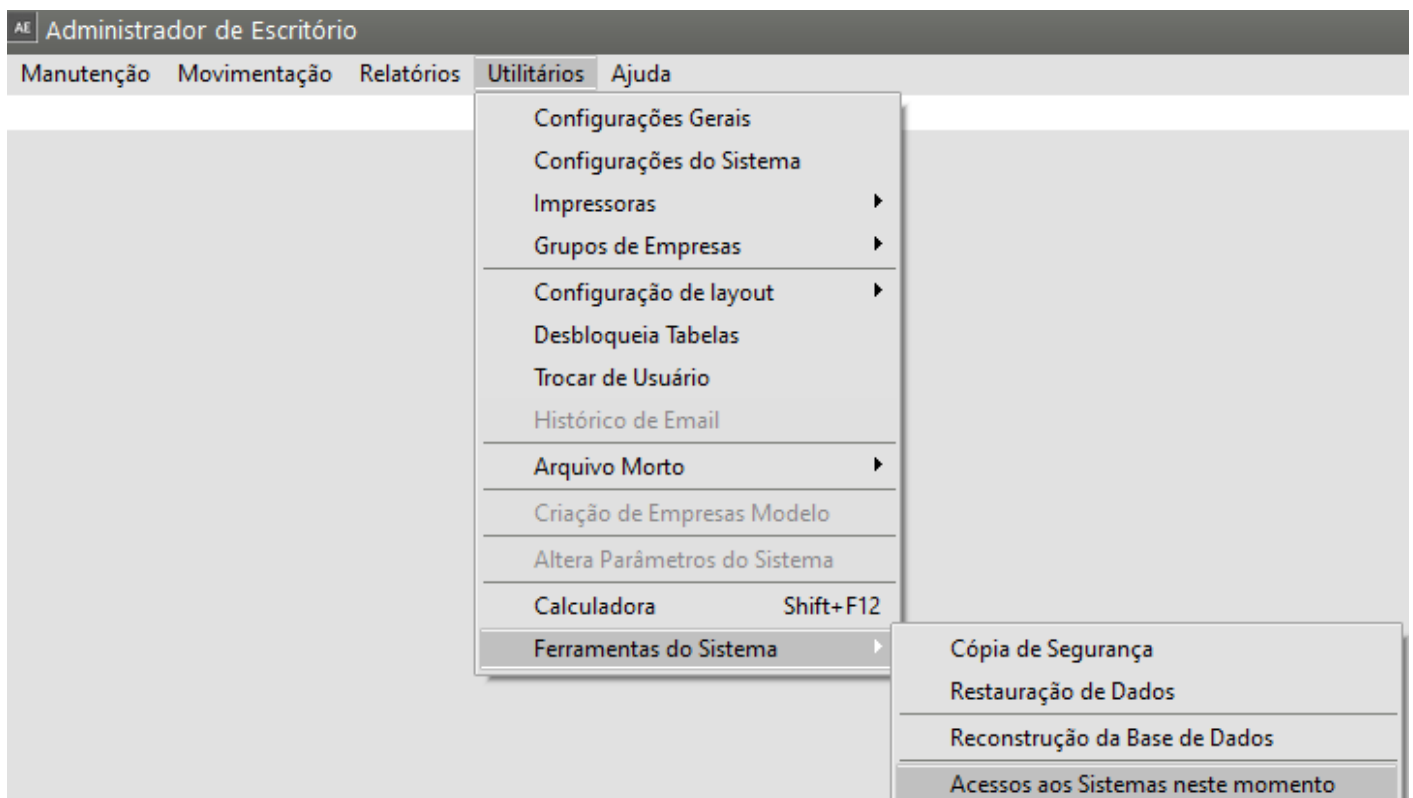 AE Administrador de Escritório
Manutenção Movimentação Relatórios Utilitários Ajuda
Configurações Gerais
Configurações do Sistema
Impressoras
Grupos de Empresas
Configuração de layout
Desbloqueia Tabelas
Trocar de Usuário
Histórico de Email
Arquivo Morto
Criação de Empresas Modelo
Altera Parâmetros do Sistema
Calculadora Shift+F12
Ferramentas do Sistema
Cópia de Segurança
Restauração de Dados
Reconstrução da Base de Dados
Acessos aos Sistemas neste momento